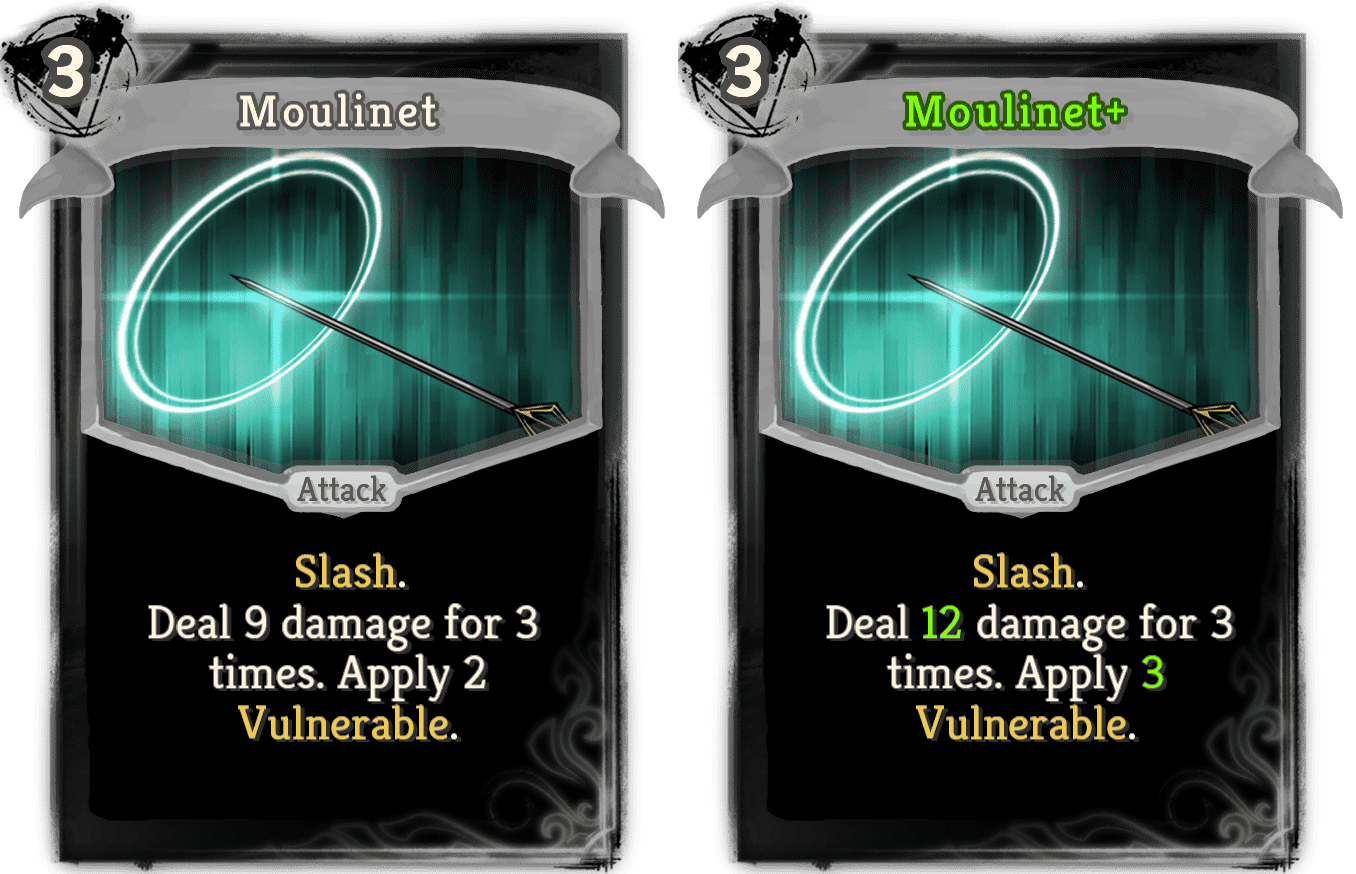 3
Moulinet
Attack
Slash.
Deal 9 damage for 3
times. Apply 2
Vulnerable.
3
Moulinet+
Attack
Slash.
Deal 12 damage for 3
times. Apply 3
Vulnerable.